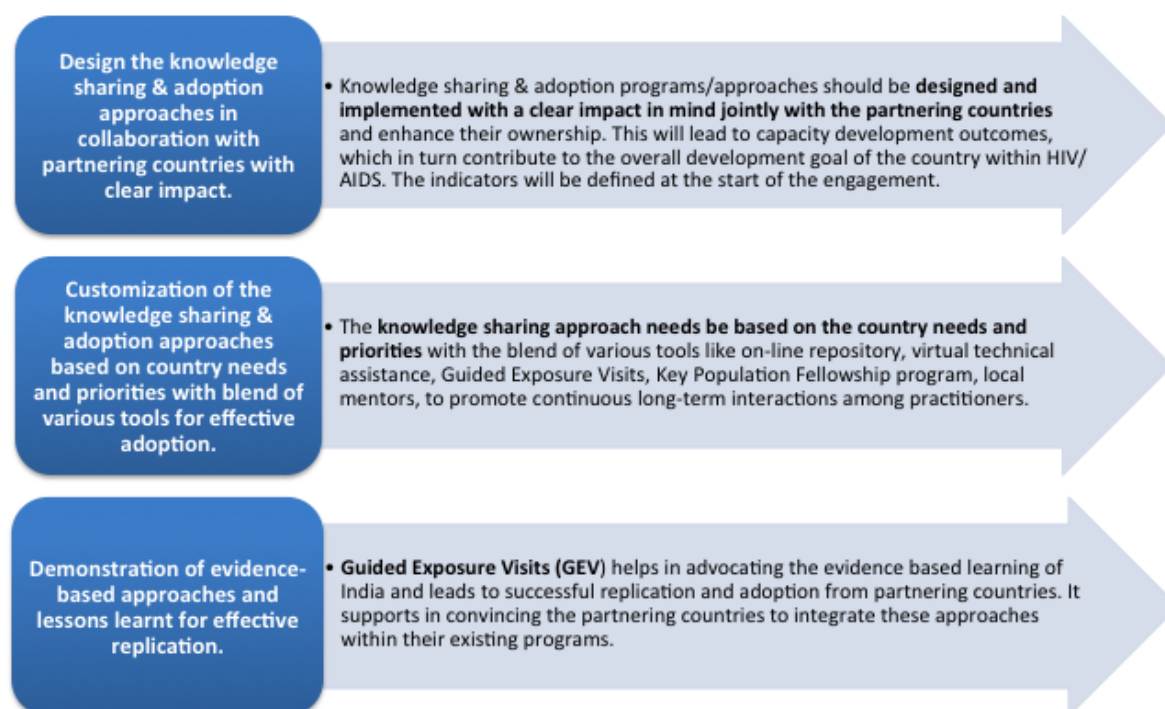 Design the knowledge
sharing & adoption
approaches in
collaboration with
partnering countries with
clear impact.
• Knowledge sharing & adoption programs/approaches should be designed and
implemented with a clear impact in mind jointly with the partnering countries
and enhance their ownership. This will lead to capacity development outcomes,
which in turn contribute to the overall development goal of the country within HIV/
AIDS. The indicators will be defined at the start of the engagement.
Customization of the
knowledge sharing &
adoption approaches
based on country needs
and priorities with blend of
various tools for effective
adoption.
• The knowledge sharing approach needs be based on the country needs and
priorities with the blend of various tools like on-line repository, virtual technical
assistance, Guided Exposure Visits, Key Population Fellowship program, local
mentors, to promote continuous long-term interactions among practitioners.
Demonstration of evidence-
based approaches and
lessons learnt for effective
replication.
• Guided Exposure Visits (GEV) helps in advocating the evidence based learning of
India and leads to successful replication and adoption from partnering countries. It
supports in convincing the partnering countries to integrate these approaches
within their existing programs.